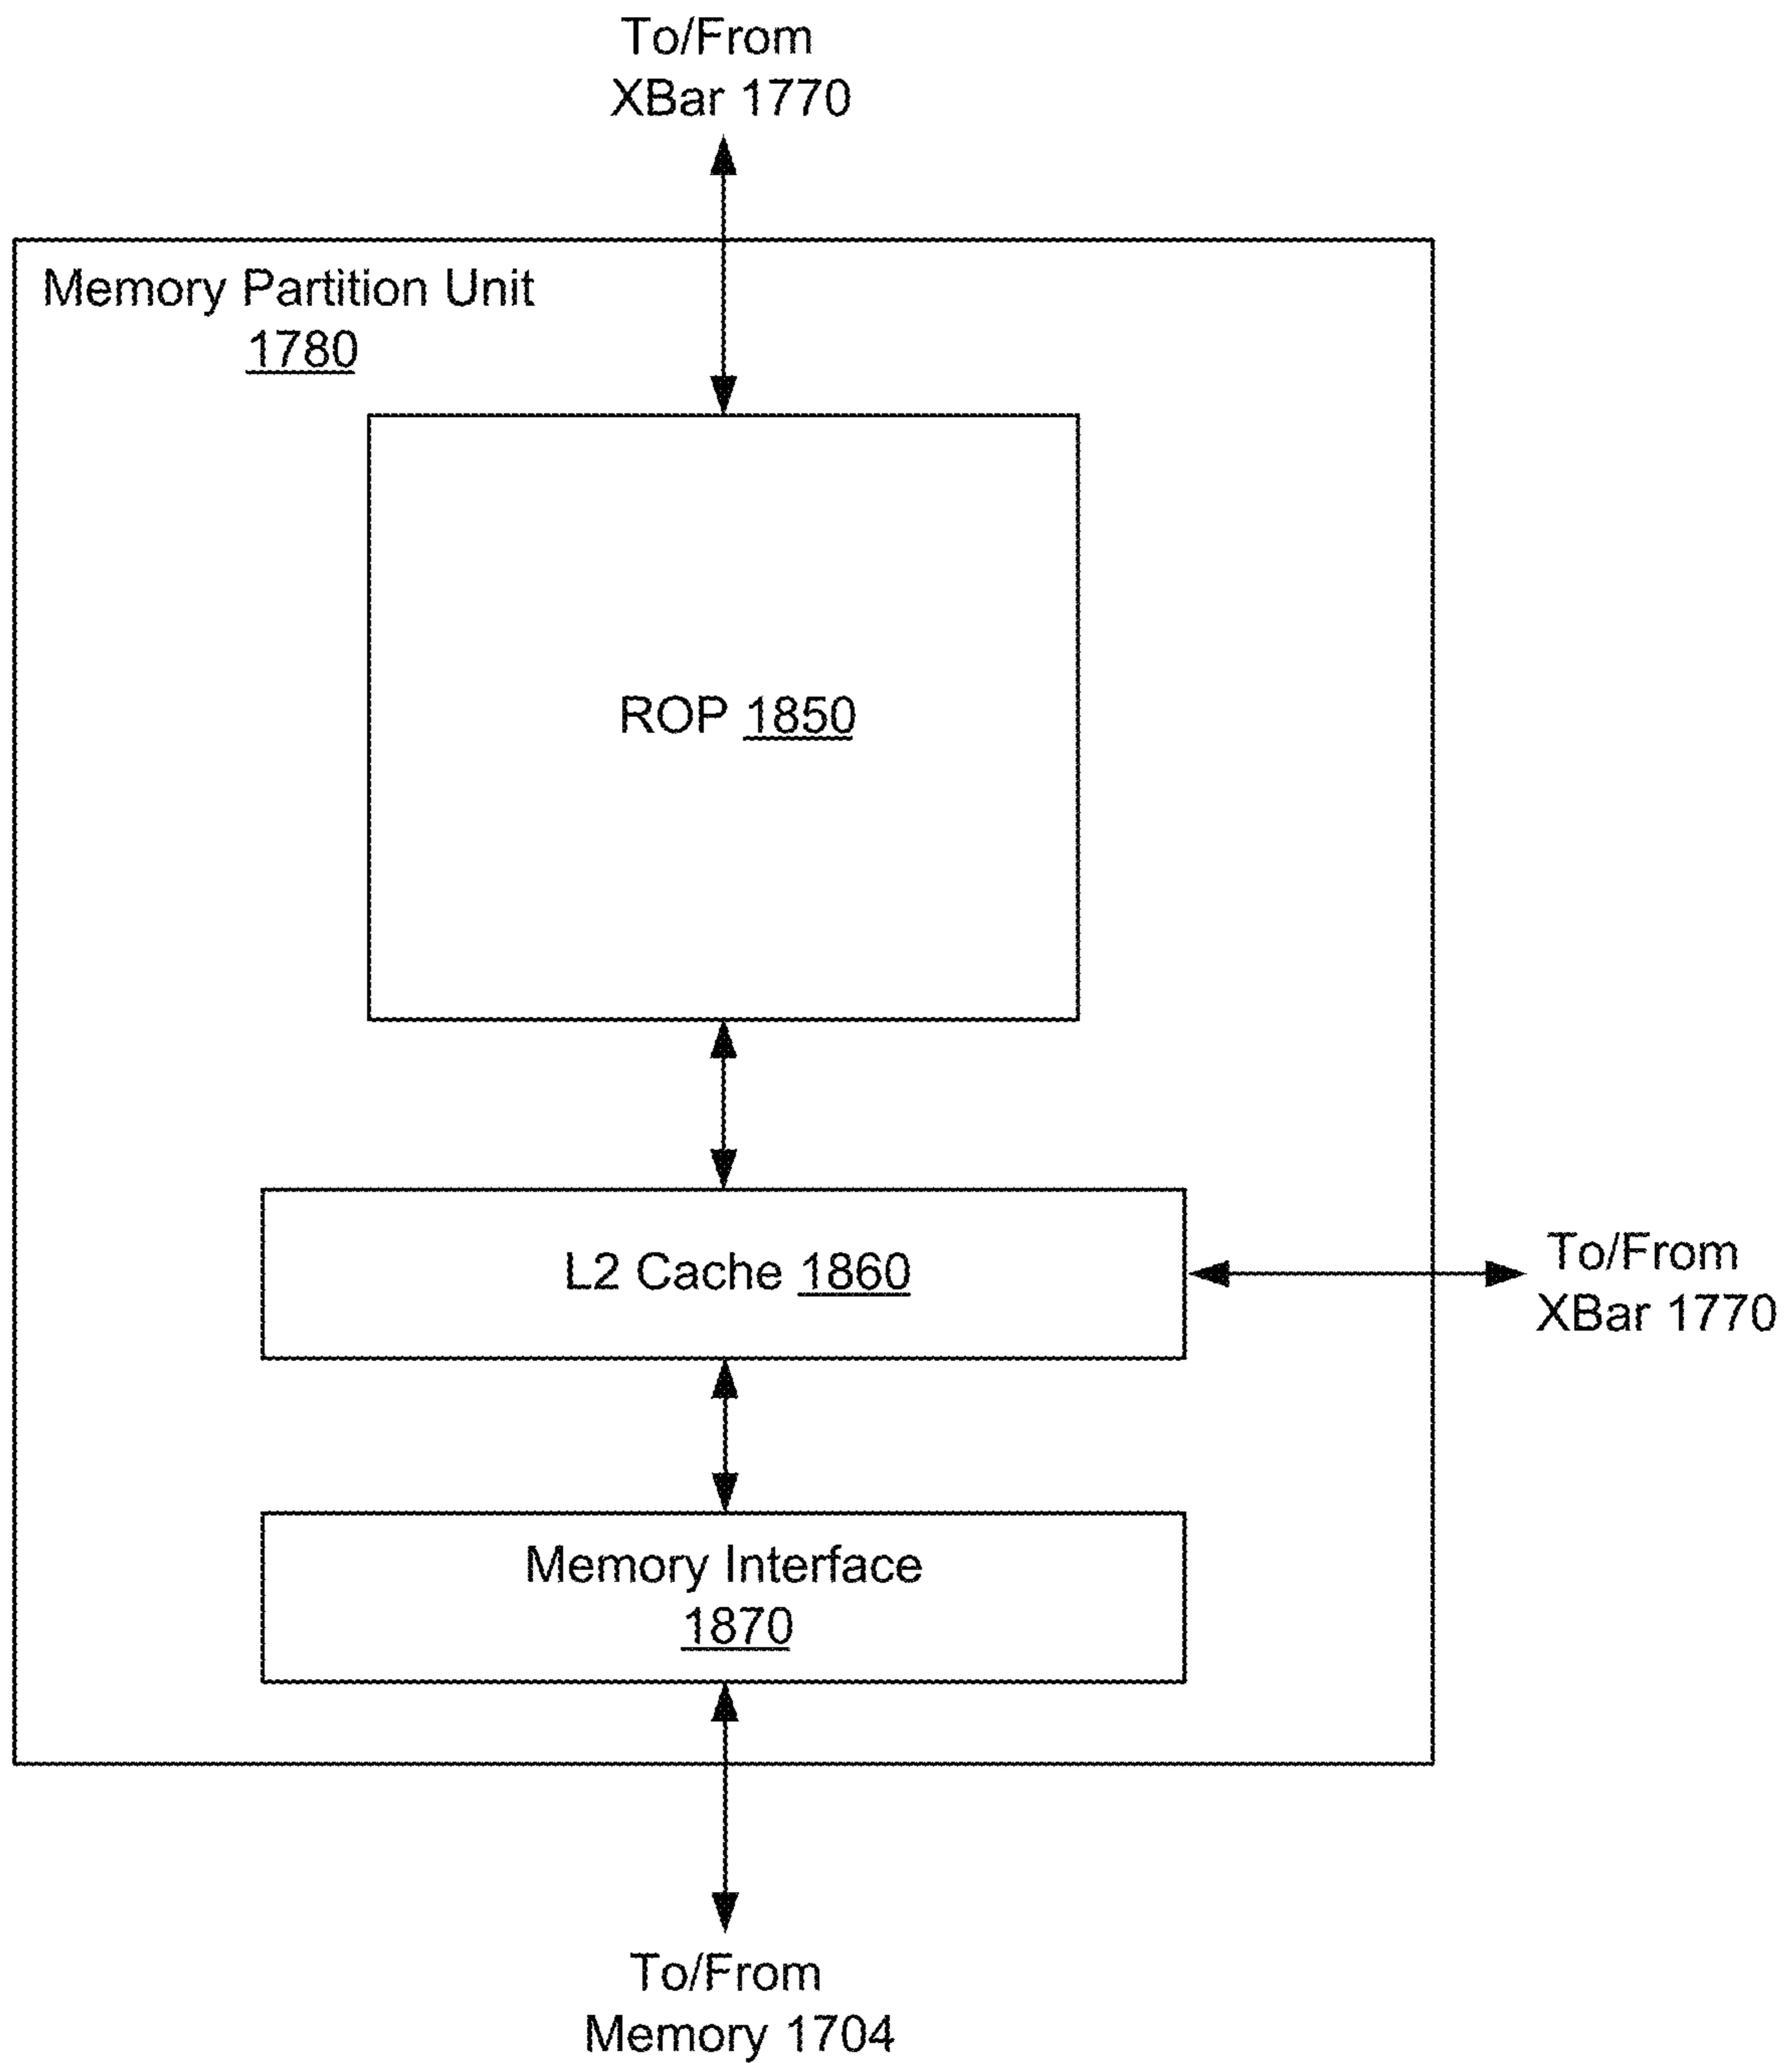 To/From
XBar 1770
Memory Partition Unit
1780
ROP 1850
L2 Cache 1860
To/From
XBar 1770
Memory Interface
1870
To/From
Memory 1704